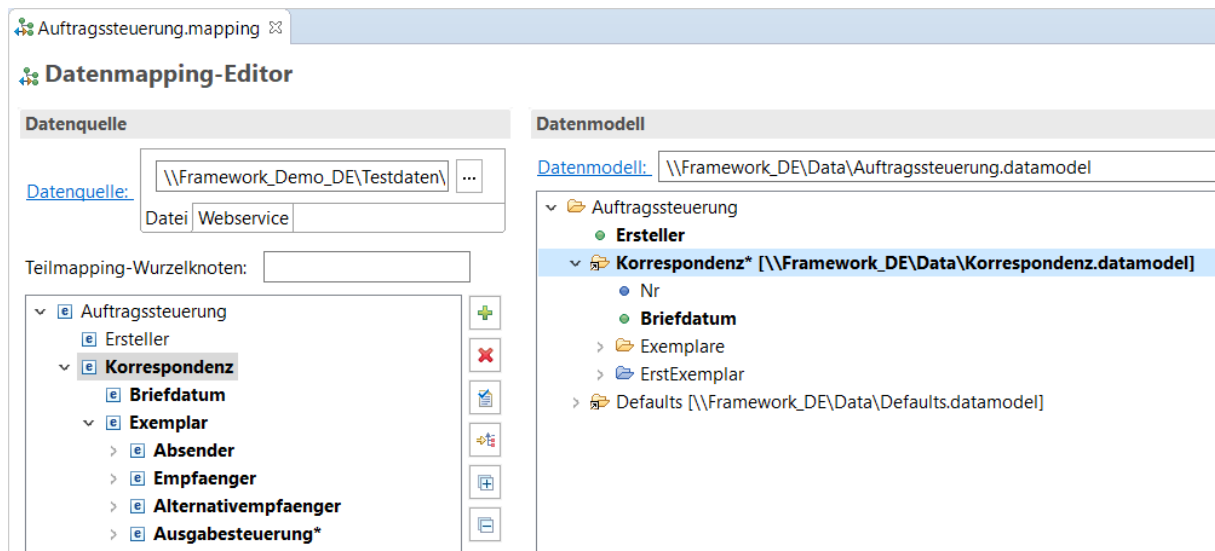 Auftragssteuerung.mapping
Datenmapping-Editor
Datenquelle
Datenquelle:
\\Framework_Demo_DE\Testdaten\
...
Datei Webservice
Teilmapping-Wurzelknoten:
Auftragssteuerung
Ersteller
Korrespondenz
Briefdatum
Exemplar
Absender
Empfaenger
Alternativempfaenger
Ausgabesteuerung*
Datenmodell
Datenmodell: \\Framework_DE\Data\Auftragssteuerung.datamodel
Auftragssteuerung
Ersteller
Korrespondenz* [\\Framework_DE\Data\Korrespondenz.datamodel]
Nr
Briefdatum
Exemplare
ErstExemplar
Defaults [\\Framework_DE\Data\Defaults.datamodel]